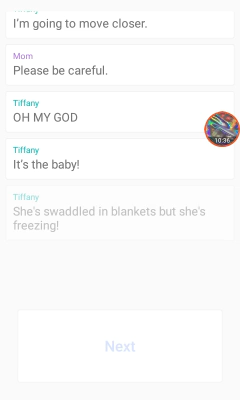 Tiffany
I'm going to move closer.
Mom
Please be careful.
Tiffany
OH MY GOD
10:36
Tiffany
It's the baby!
Tiffany
She's swaddled in blankets but she's
freezing!
Next